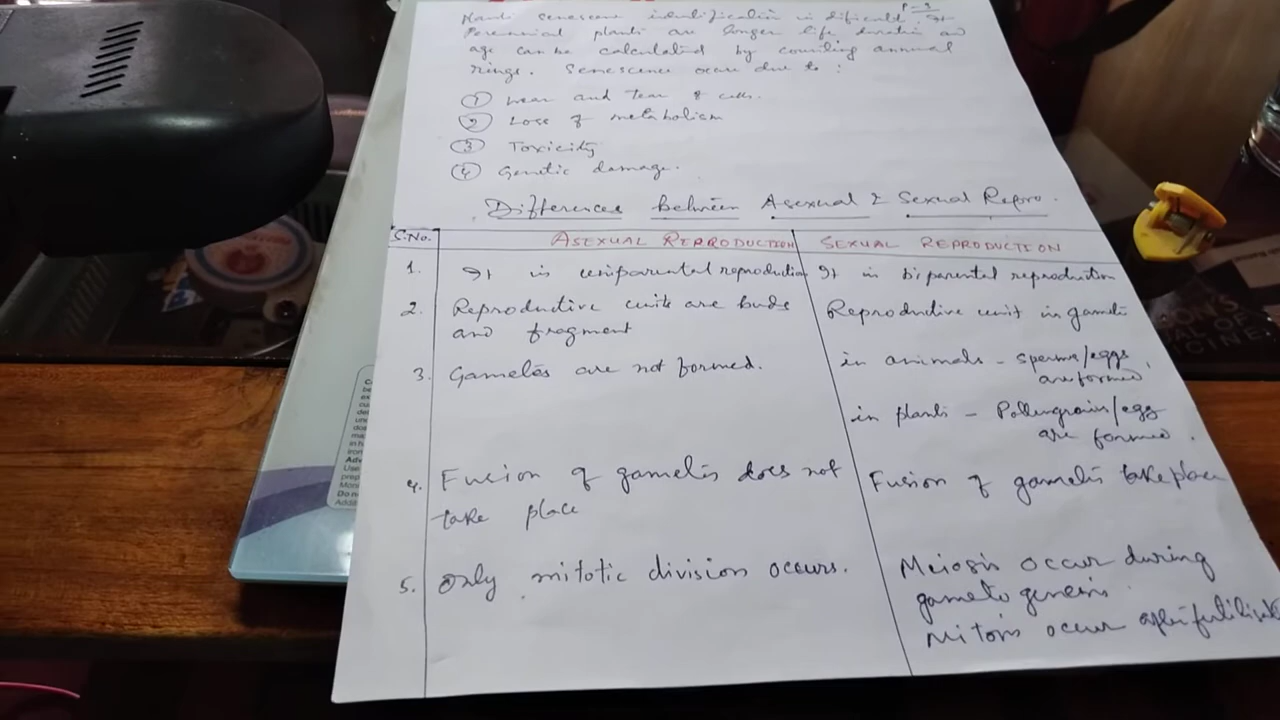 P-3
senescence identification is difficult. It
Perennial plants are longer life duration and
age can be calculated by counting annual
rings. Senescence occur due to :
① wear and tear of cells.
② Loss of metabolism
③ Toxicity
④ Genetic damage.
Differences between Asexual & Sexual Repro.
S.No. ASEXUAL REPRODUCTION SEXUAL REPRODUCTION
1. It is uniparental reproduction It is biparental reproduction
2. Reproductive units are buds Reproductive unit is gamete
and fragment
3. Gametes are not formed. in animals - sperms/eggs
are formed.
in plants - Pollengrains/egg
are formed.
4. Fusion of gametes does not Fusion of gametes take place
take place
5. Only mitotic division occurs. Meiosis occur during
gameto genesis.
Mitosis occur after